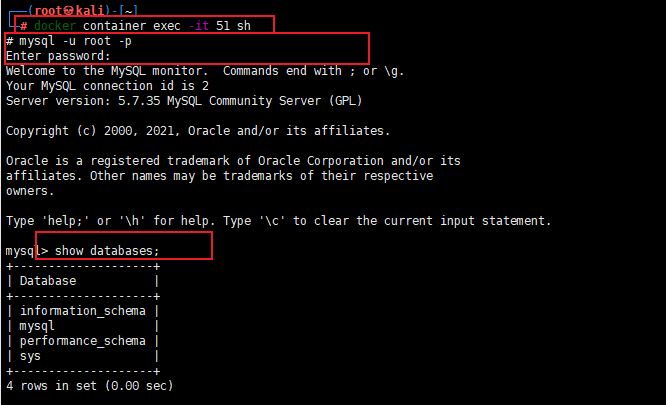 ┌──(root㉿kali)-[~]
└─# docker container exec -it 51 sh
# mysql -u root -p
Enter password:
Welcome to the MySQL monitor.  Commands end with ; or \g.
Your MySQL connection id is 2
Server version: 5.7.35 MySQL Community Server (GPL)
Copyright (c) 2000, 2021, Oracle and/or its affiliates.
Oracle is a registered trademark of Oracle Corporation and/or its
affiliates. Other names may be trademarks of their respective
owners.
Type 'help;' or '\h' for help. Type '\c' to clear the current input statement.
mysql> show databases;
+--------------------+
| Database           |
+--------------------+
| information_schema |
| mysql              |
| performance_schema |
| sys                |
+--------------------+
4 rows in set (0.00 sec)